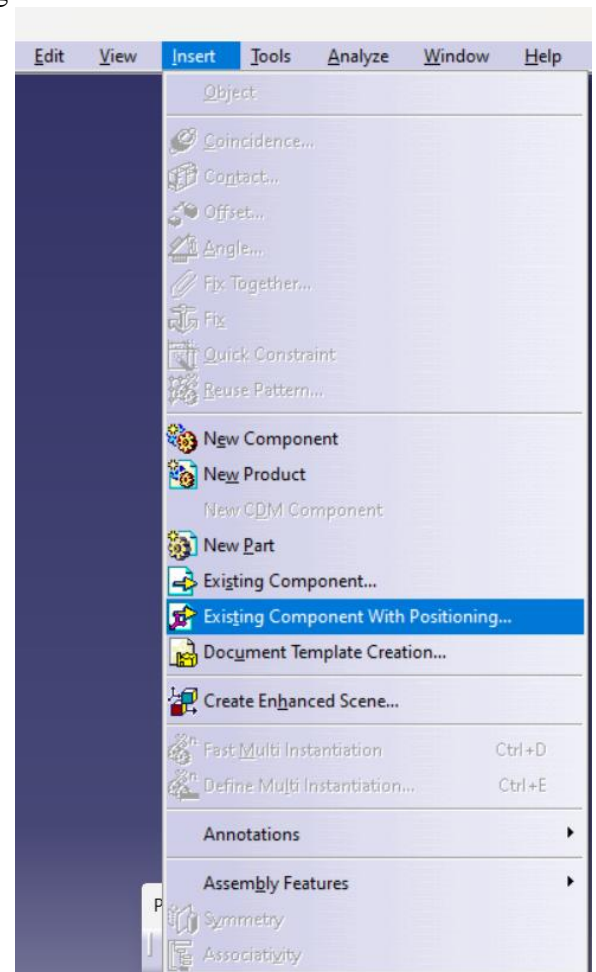 Edit View Insert Tools Analyze Window Help
Object
Coincidence...
Contact...
Offset...
Angle...
Fix Together...
Fix
Quick Constraint
Reuse Pattern...
New Component
New Product
New CDM Component
New Part
Existing Component...
Existing Component With Positioning...
Document Template Creation...
Create Enhanced Scene...
Fast Multi Instantiation Ctrl+D
Define Multi Instantiation... Ctrl+E
Annotations
Assembly Features
P
Symmetry
Associativity